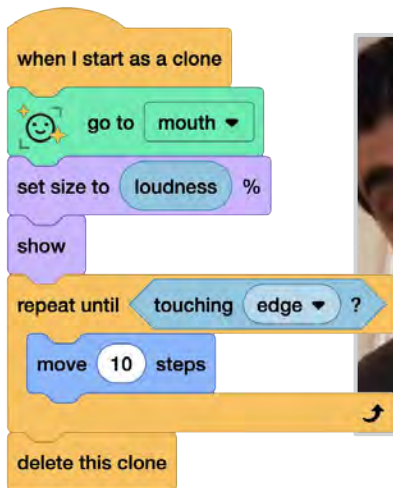 when I start as a clone
go to mouth
set size to loudness %
show
repeat until touching edge ?
move 10 steps
delete this clone